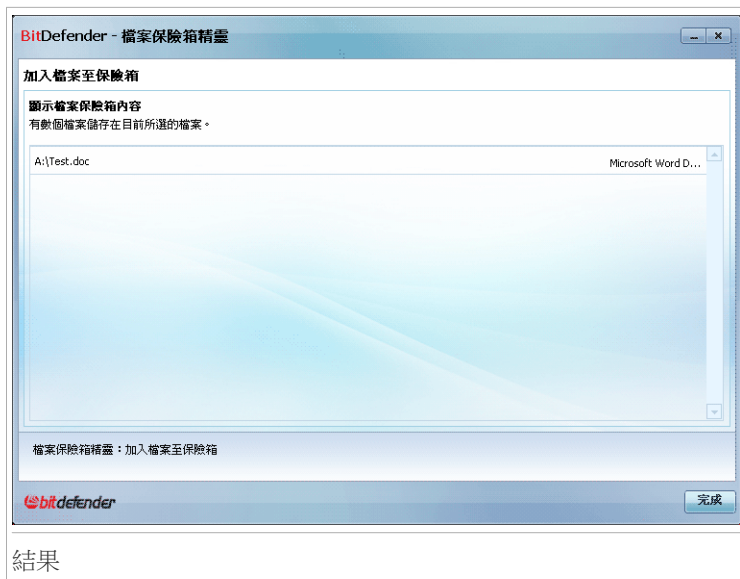 BitDefender - 檔案保險箱精靈
加入檔案至保險箱
顯示檔案保險箱內容
有數個檔案儲存在目前所選的檔案。
A:\Test.doc Microsoft Word D...
檔案保險箱精靈：加入檔案至保險箱
bitdefender
完成
結果